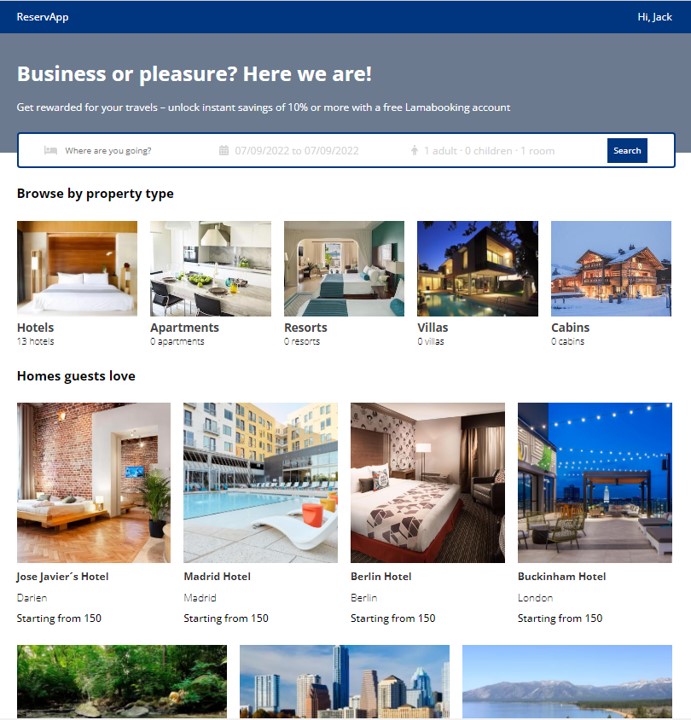 ReservApp
Hi, Jack
Business or pleasure? Here we are!
Get rewarded for your travels – unlock instant savings of 10% or more with a free Lamabooking account
Where are you going?
07/09/2022 to 07/09/2022
1 adult · 0 children · 1 room
Search
Browse by property type
Hotels
13 hotels
Apartments
0 apartments
Resorts
0 resorts
Villas
0 villas
Cabins
0 cabins
Homes guests love
Jose Javier´s Hotel
Darien
Starting from 150
Madrid Hotel
Madrid
Starting from 150
Berlin Hotel
Berlin
Starting from 150
Buckinham Hotel
London
Starting from 150